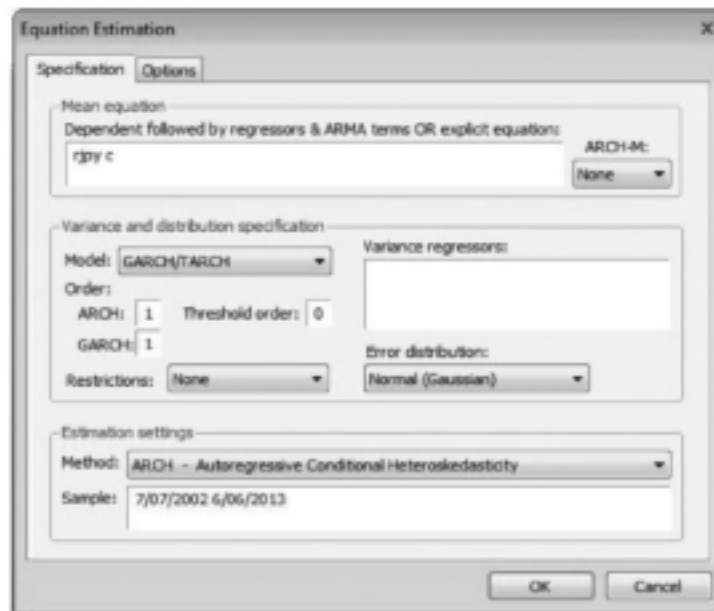 Equation Estimation
Specification Options
Mean equation
Dependent followed by regressors & ARMA terms OR explicit equation:
rjpy c
ARCH-M:
None
Variance and distribution specification
Model: GARCH/TARCH
Order:
ARCH: 1 Threshold order: 0
GARCH: 1
Restrictions: None
Variance regressors:
Error distribution:
Normal (Gaussian)
Estimation settings
Method: ARCH - Autoregressive Conditional Heteroskedasticity
Sample: 7/07/2002 6/06/2013
OK Cancel